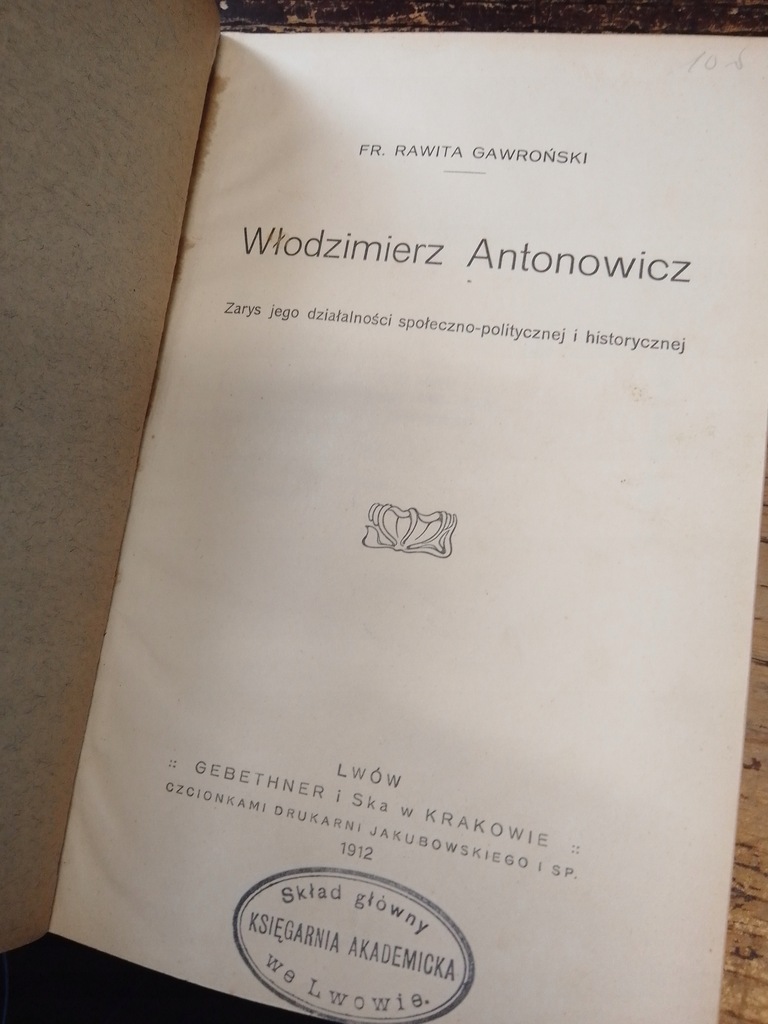 FR. RAWITA GAWROŃSKI
Włodzimierz Antonowicz
Zarys jego działalności społeczno-politycznej i historycznej
LWÓW
:: GEBETHNER i Ska w KRAKOWIE ::
CZCIONKAMI DRUKARNI JAKUBOWSKIEGO I SP.
1912
Skład główny
KSIĘGARNIA AKADEMICKA
we Lwowie.